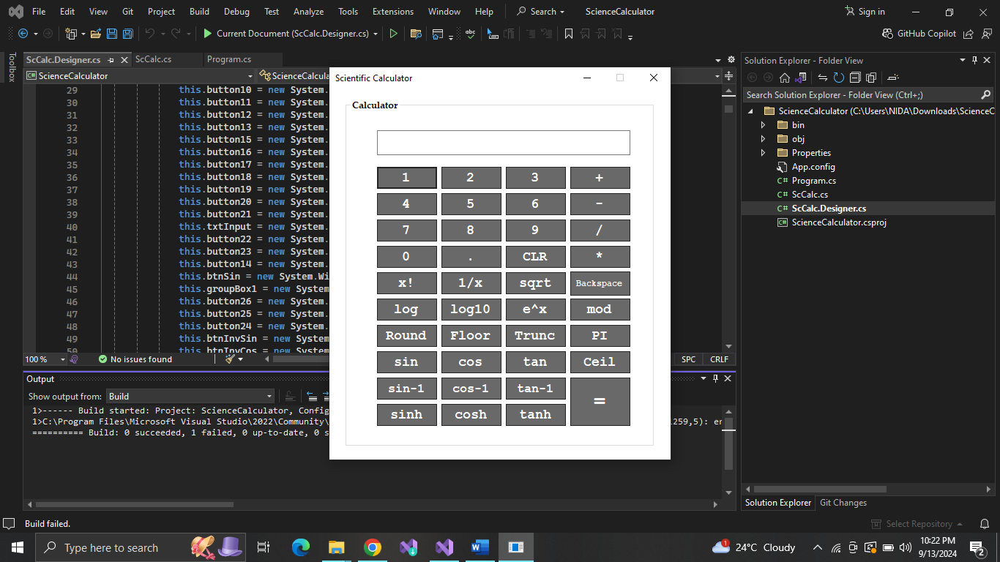 File Edit View Git Project Build Debug Test Analyze Tools Extensions Window Help Search ScienceCalculator Sign in
Current Document (ScCalc.Designer.cs) GitHub Copilot
Toolbox
ScCalc.Designer.cs ScCalc.cs Program.cs
ScienceCalculator ScienceCalcula
29 this.button10 = new System.
30 this.button11 = new System.
31 this.button12 = new System.
32 this.button13 = new System.
33 this.button15 = new System.
34 this.button16 = new System.
35 this.button17 = new System.
36 this.button18 = new System.
37 this.button19 = new System.
38 this.button20 = new System.
39 this.button21 = new System.
40 this.txtInput = new System.
41 this.button22 = new System.
42 this.button23 = new System.
43 this.button14 = new System.
44 this.btnSin = new System.Wi
45 this.groupBox1 = new System
46 this.button26 = new System.
47 this.button25 = new System.
48 this.button24 = new System.
49 this.btnInvSin = new System
50 this.btnInvCos = new System
100 % No issues found SPC CRLF
Scientific Calculator
Calculator
1 2 3 +
4 5 6 -
7 8 9 /
0 . CLR *
x! 1/x sqrt Backspace
log log10 e^x mod
Round Floor Trunc PI
sin cos tan Ceil
sin-1 cos-1 tan-1 =
sinh cosh tanh
Output
Show output from: Build
1>------ Build started: Project: ScienceCalculator, Config
1>C:\Program Files\Microsoft Visual Studio\2022\Community\ 1259,5): er
========== Build: 0 succeeded, 1 failed, 0 up-to-date, 0 s
Solution Explorer - Folder View
Search Solution Explorer - Folder View (Ctrl+;)
ScienceCalculator (C:\Users\NIDA\Downloads\ScienceC
bin
obj
Properties
App.config
Program.cs
ScCalc.cs
ScCalc.Designer.cs
ScienceCalculator.csproj
Solution Explorer Git Changes
Build failed. Select Repository
Type here to search 1 24°C Cloudy 10:22 PM
9/13/2024 2